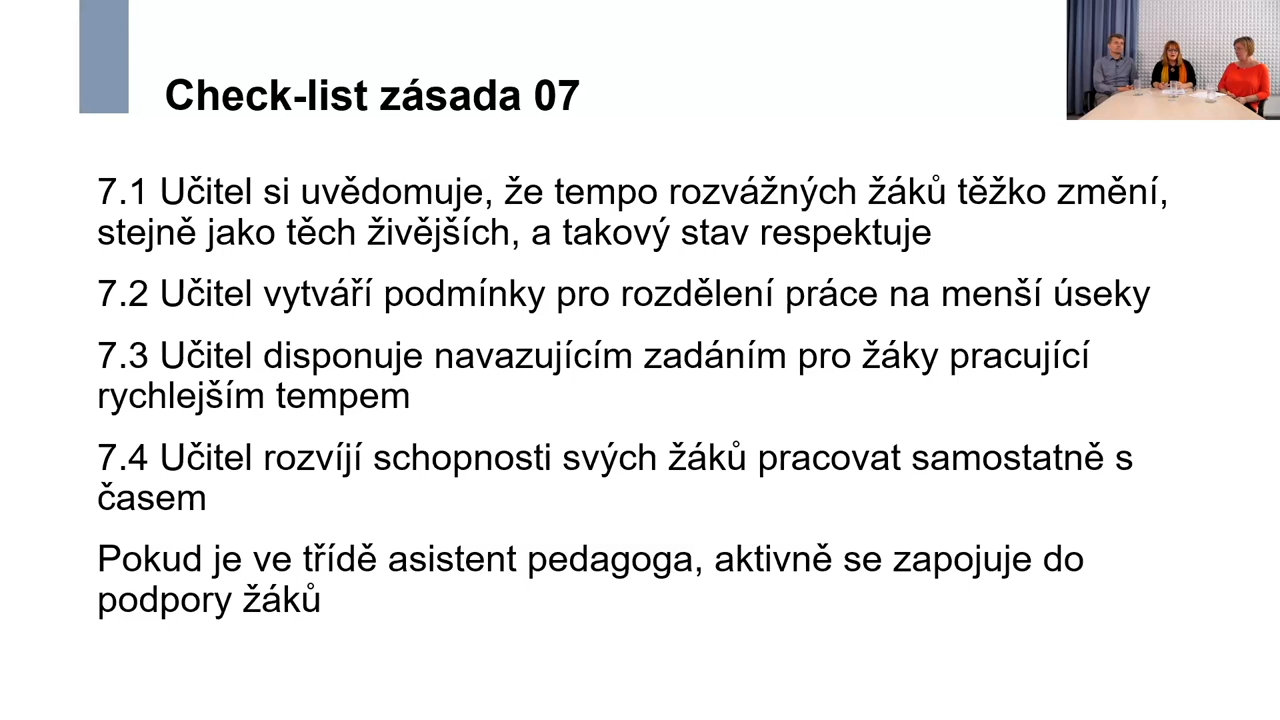 Check-list zásada 07
7.1 Učitel si uvědomuje, že tempo rozvážných žáků těžko změní,
stejně jako těch živějších, a takový stav respektuje
7.2 Učitel vytváří podmínky pro rozdělení práce na menší úseky
7.3 Učitel disponuje navazujícím zadáním pro žáky pracující
rychlejším tempem
7.4 Učitel rozvíjí schopnosti svých žáků pracovat samostatně s
časem
Pokud je ve třídě asistent pedagoga, aktivně se zapojuje do
podpory žáků